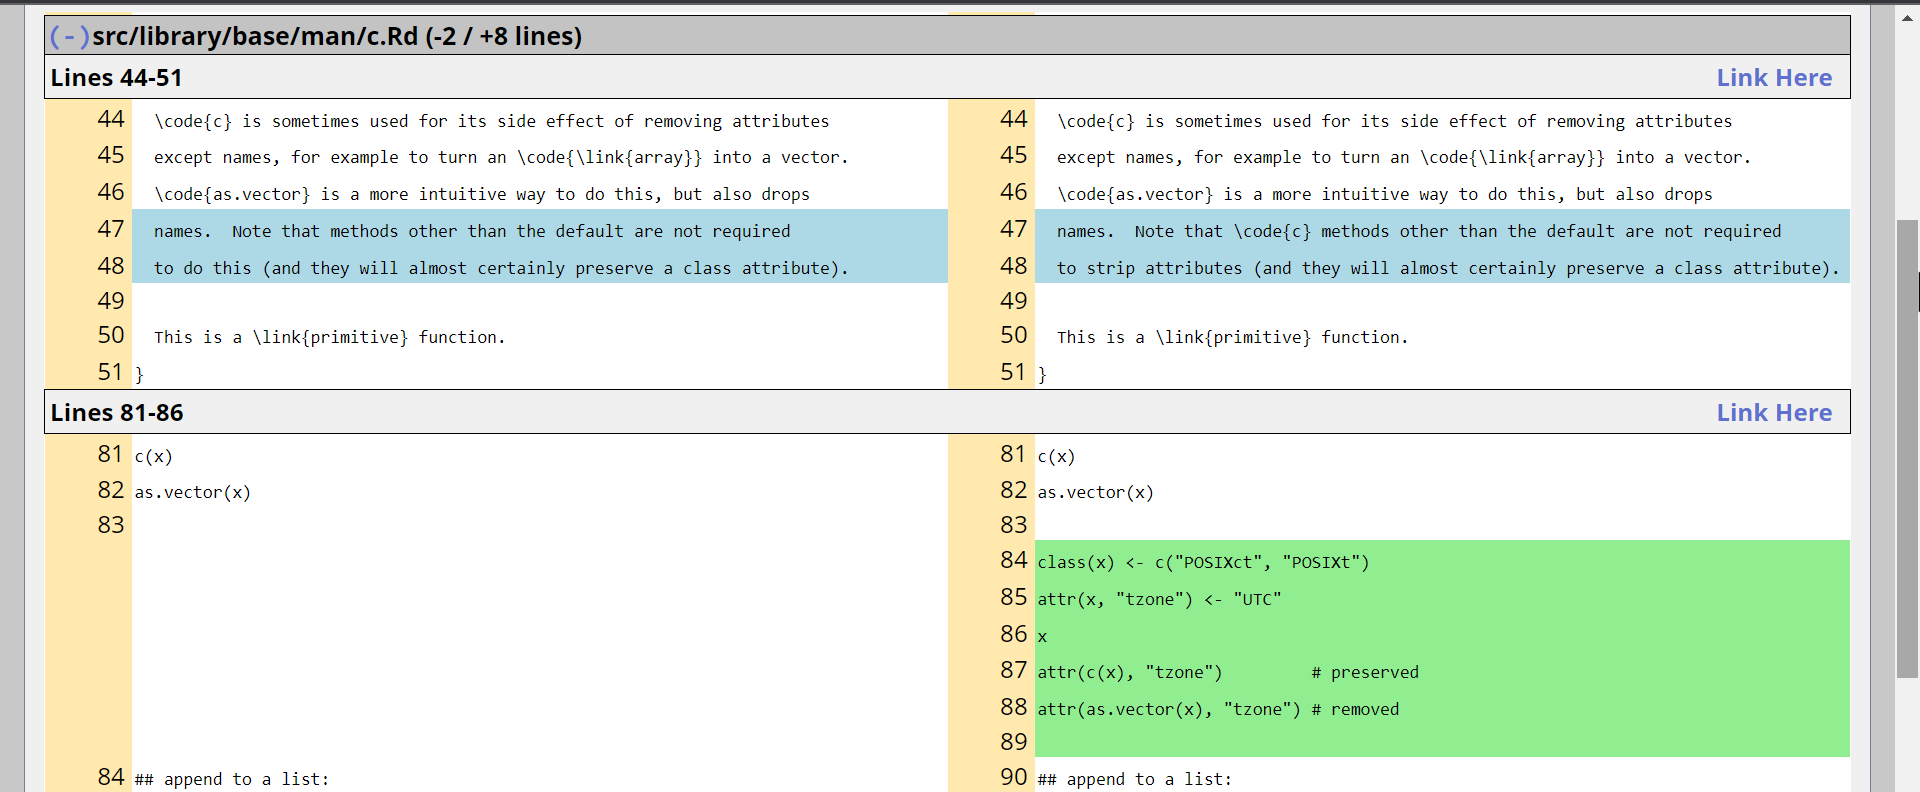 (-)src/library/base/man/c.Rd (-2 / +8 lines)
Lines 44-51 Link Here
44 \code{c} is sometimes used for its side effect of removing attributes 44 \code{c} is sometimes used for its side effect of removing attributes
45 except names, for example to turn an \code{\link{array}} into a vector. 45 except names, for example to turn an \code{\link{array}} into a vector.
46 \code{as.vector} is a more intuitive way to do this, but also drops 46 \code{as.vector} is a more intuitive way to do this, but also drops
47 names.  Note that methods other than the default are not required 47 names.  Note that \code{c} methods other than the default are not required
48 to do this (and they will almost certainly preserve a class attribute). 48 to strip attributes (and they will almost certainly preserve a class attribute).
49 49
50 This is a \link{primitive} function. 50 This is a \link{primitive} function.
51 } 51 }
Lines 81-86 Link Here
81 c(x) 81 c(x)
82 as.vector(x) 82 as.vector(x)
83 83
84 class(x) <- c("POSIXct", "POSIXt")
85 attr(x, "tzone") <- "UTC"
86 x
87 attr(c(x), "tzone")         # preserved
88 attr(as.vector(x), "tzone") # removed
89
84 ## append to a list: 90 ## append to a list: